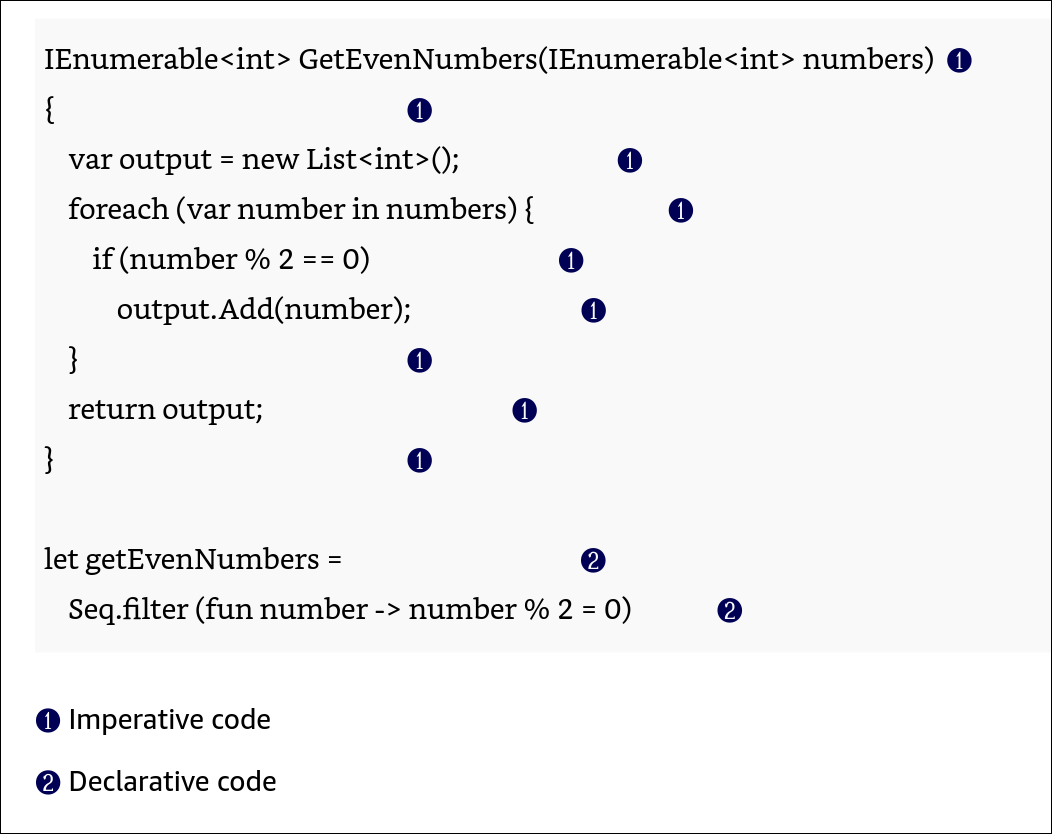 IEnumerable<int> GetEvenNumbers(IEnumerable<int> numbers) ❶
{ ❶
var output = new List<int>(); ❶
foreach (var number in numbers) { ❶
if (number % 2 == 0) ❶
output.Add(number); ❶
} ❶
return output; ❶
} ❶
let getEvenNumbers = ❷
Seq.filter (fun number -> number % 2 = 0) ❷
❶ Imperative code
❷ Declarative code